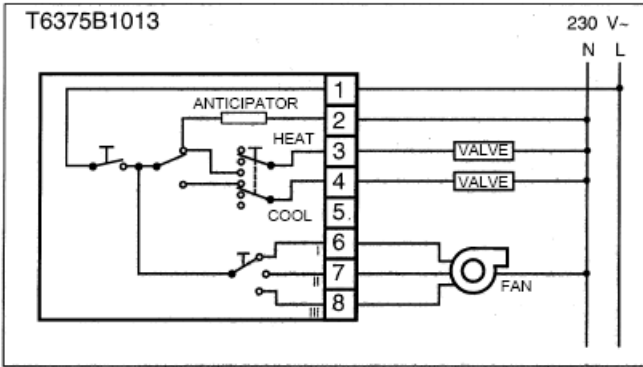 T6375B1013
230 V~
N L
1
ANTICIPATOR
2
HEAT
3
VALVE
4
VALVE
COOL
5
I
6
II
7
FAN
III
8